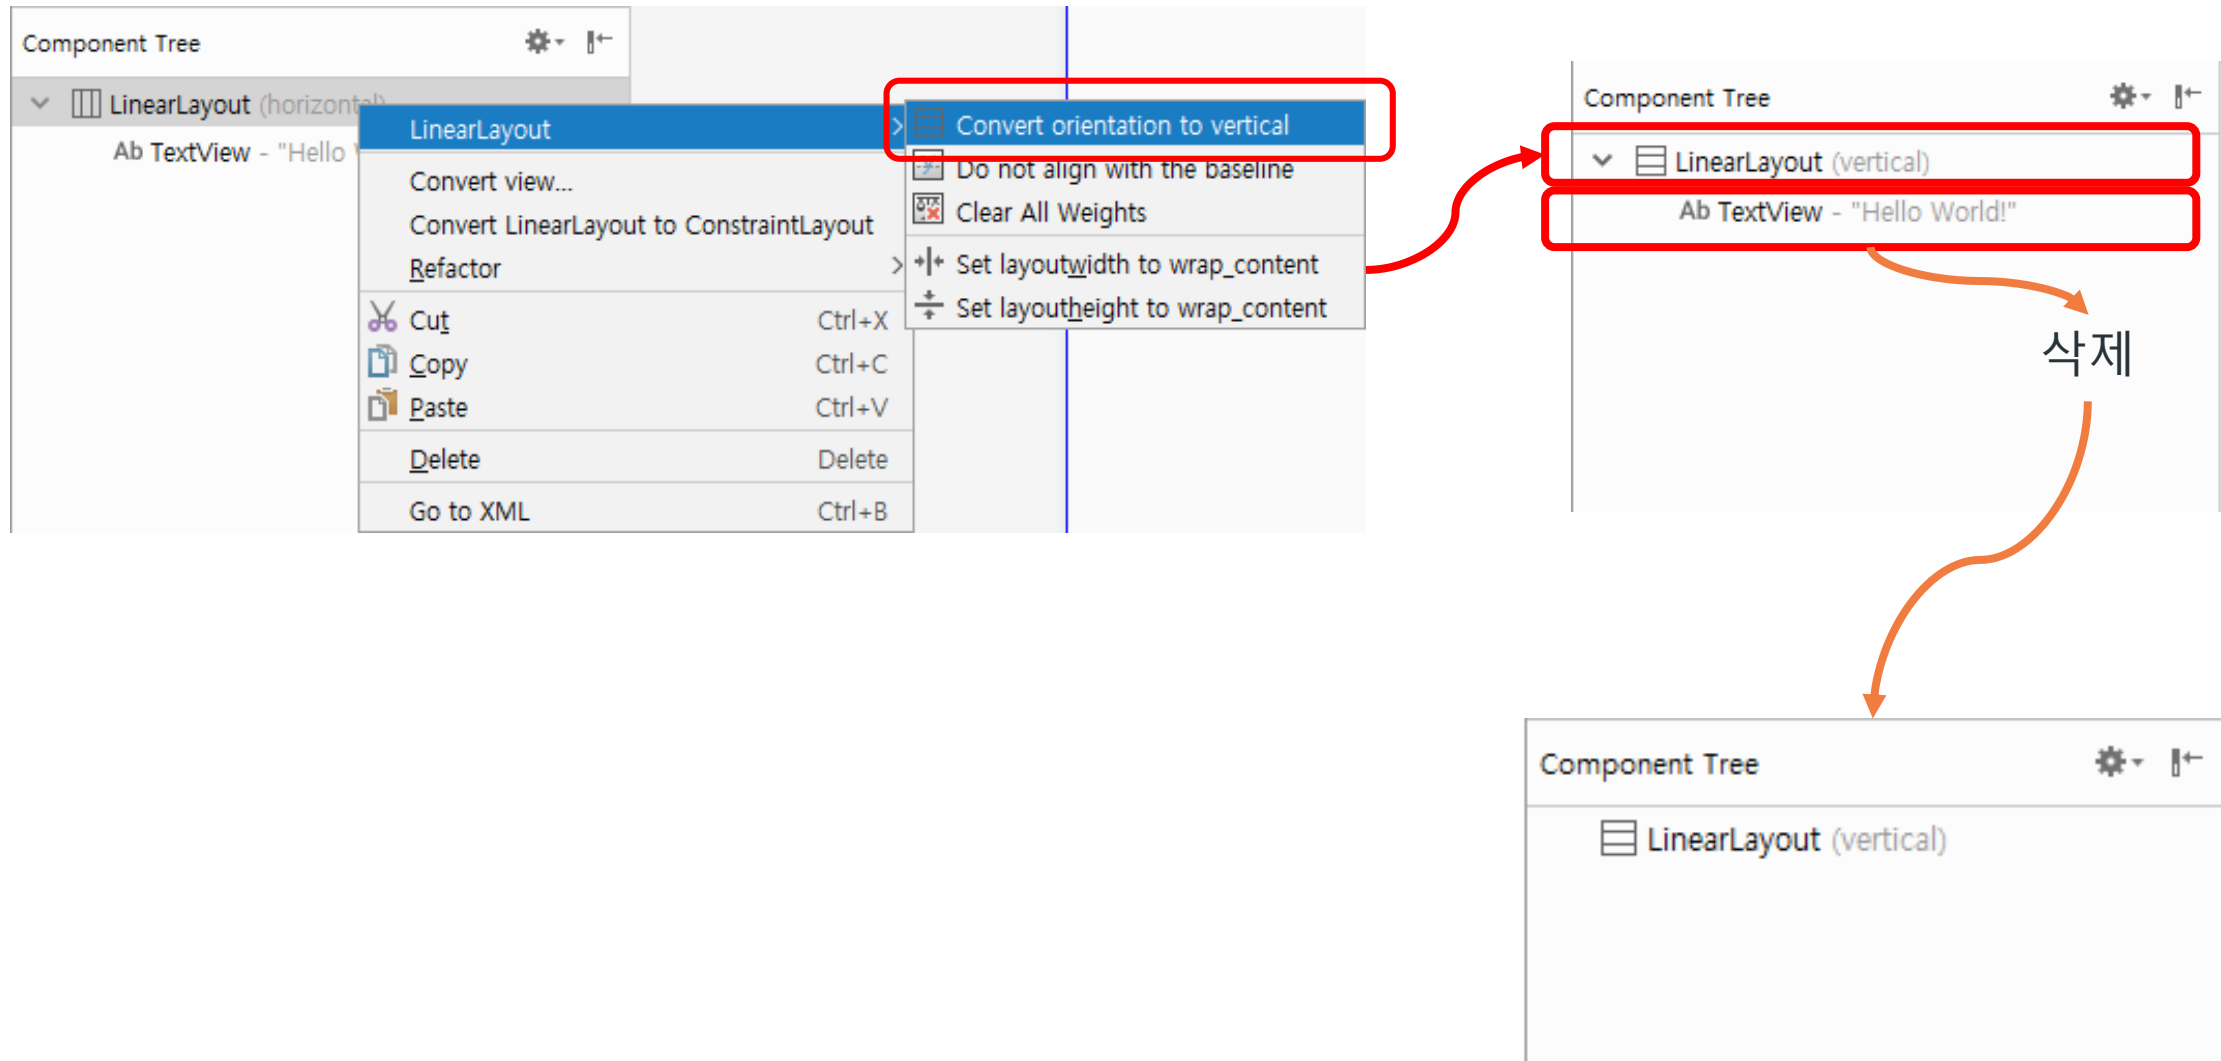 Component Tree
LinearLayout (horizontal)
Ab TextView - "Hello
LinearLayout
Convert view...
Convert LinearLayout to ConstraintLayout
Refactor
Cut Ctrl+X
Copy Ctrl+C
Paste Ctrl+V
Delete Delete
Go to XML Ctrl+B
Convert orientation to vertical
Do not align with the baseline
Clear All Weights
Set layoutwidth to wrap_content
Set layoutheight to wrap_content
Component Tree
LinearLayout (vertical)
Ab TextView - "Hello World!"
삭제
Component Tree
LinearLayout (vertical)